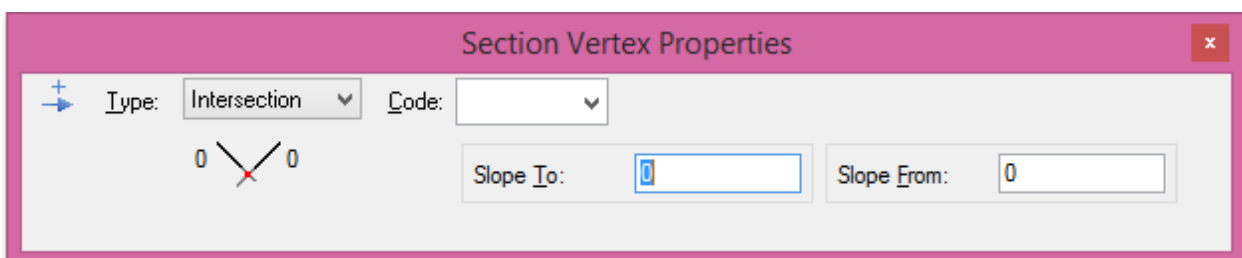 Section Vertex Properties
x
Type: Intersection Code:
0 0 Slope To: 0 Slope From: 0